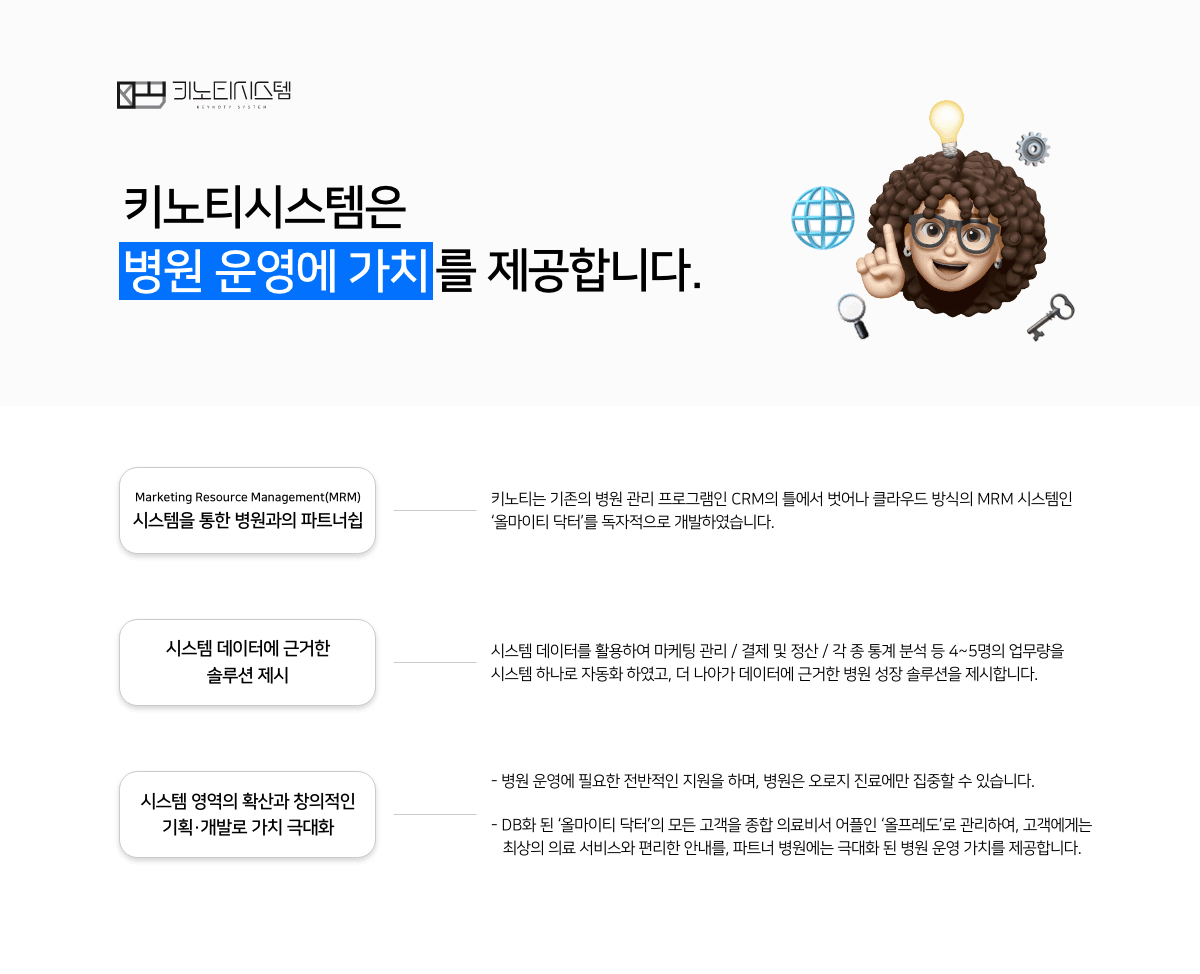 키노티시스템
KEYNOTY SYSTEM
키노티시스템은
병원 운영에 가치를 제공합니다.
Marketing Resource Management(MRM)
시스템을 통한 병원과의 파트너쉽
키노티는 기존의 병원 관리 프로그램인 CRM의 틀에서 벗어나 클라우드 방식의 MRM 시스템인
‘올마이티 닥터’를 독자적으로 개발하였습니다.
시스템 데이터에 근거한
솔루션 제시
시스템 데이터를 활용하여 마케팅 관리 / 결제 및 정산 / 각 종 통계 분석 등 4~5명의 업무량을
시스템 하나로 자동화 하였고, 더 나아가 데이터에 근거한 병원 성장 솔루션을 제시합니다.
시스템 영역의 확산과 창의적인
기획·개발로 가치 극대화
- 병원 운영에 필요한 전반적인 지원을 하며, 병원은 오로지 진료에만 집중할 수 있습니다.
- DB화 된 ‘올마이티 닥터’의 모든 고객을 종합 의료비서 어플인 ‘올프레도’로 관리하여, 고객에게는
최상의 의료 서비스와 편리한 안내를, 파트너 병원에는 극대화 된 병원 운영 가치를 제공합니다.